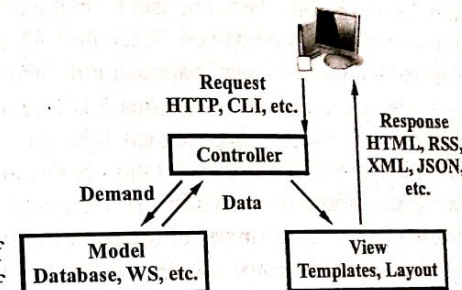 Request
HTTP, CLI, etc.
Response
HTML, RSS,
XML, JSON,
etc.
Controller
Demand
Data
Model
Database, WS, etc.
View
Templates, Layout
f
f